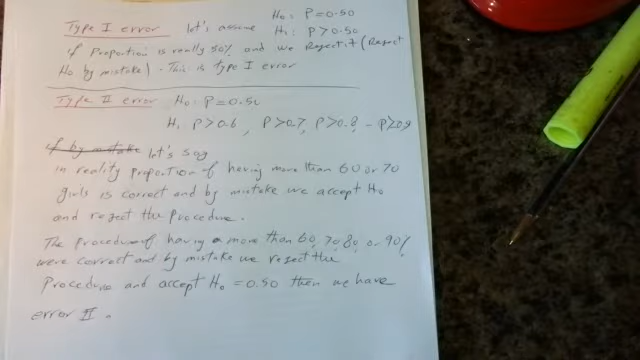 Type I error let's assume H₀: P=0.50
H₁: P>0.50
if proportion is really 50% and we Reject it (Reject
H₀ by mistake). This is type I error
Type II error H₀: P=0.50
H₁ P>0.6, P>0.7, P>0.8, - P>0.9
if by mistake let's say
in reality proportion of having more than 60 or 70
girls is correct and by mistake we accept H₀
and reject the procedure.
The procedure of having a more than 60, 70, 80, or 90%
were correct and by mistake we reject the
procedure and accept H₀ = 0.50 then we have
error II.